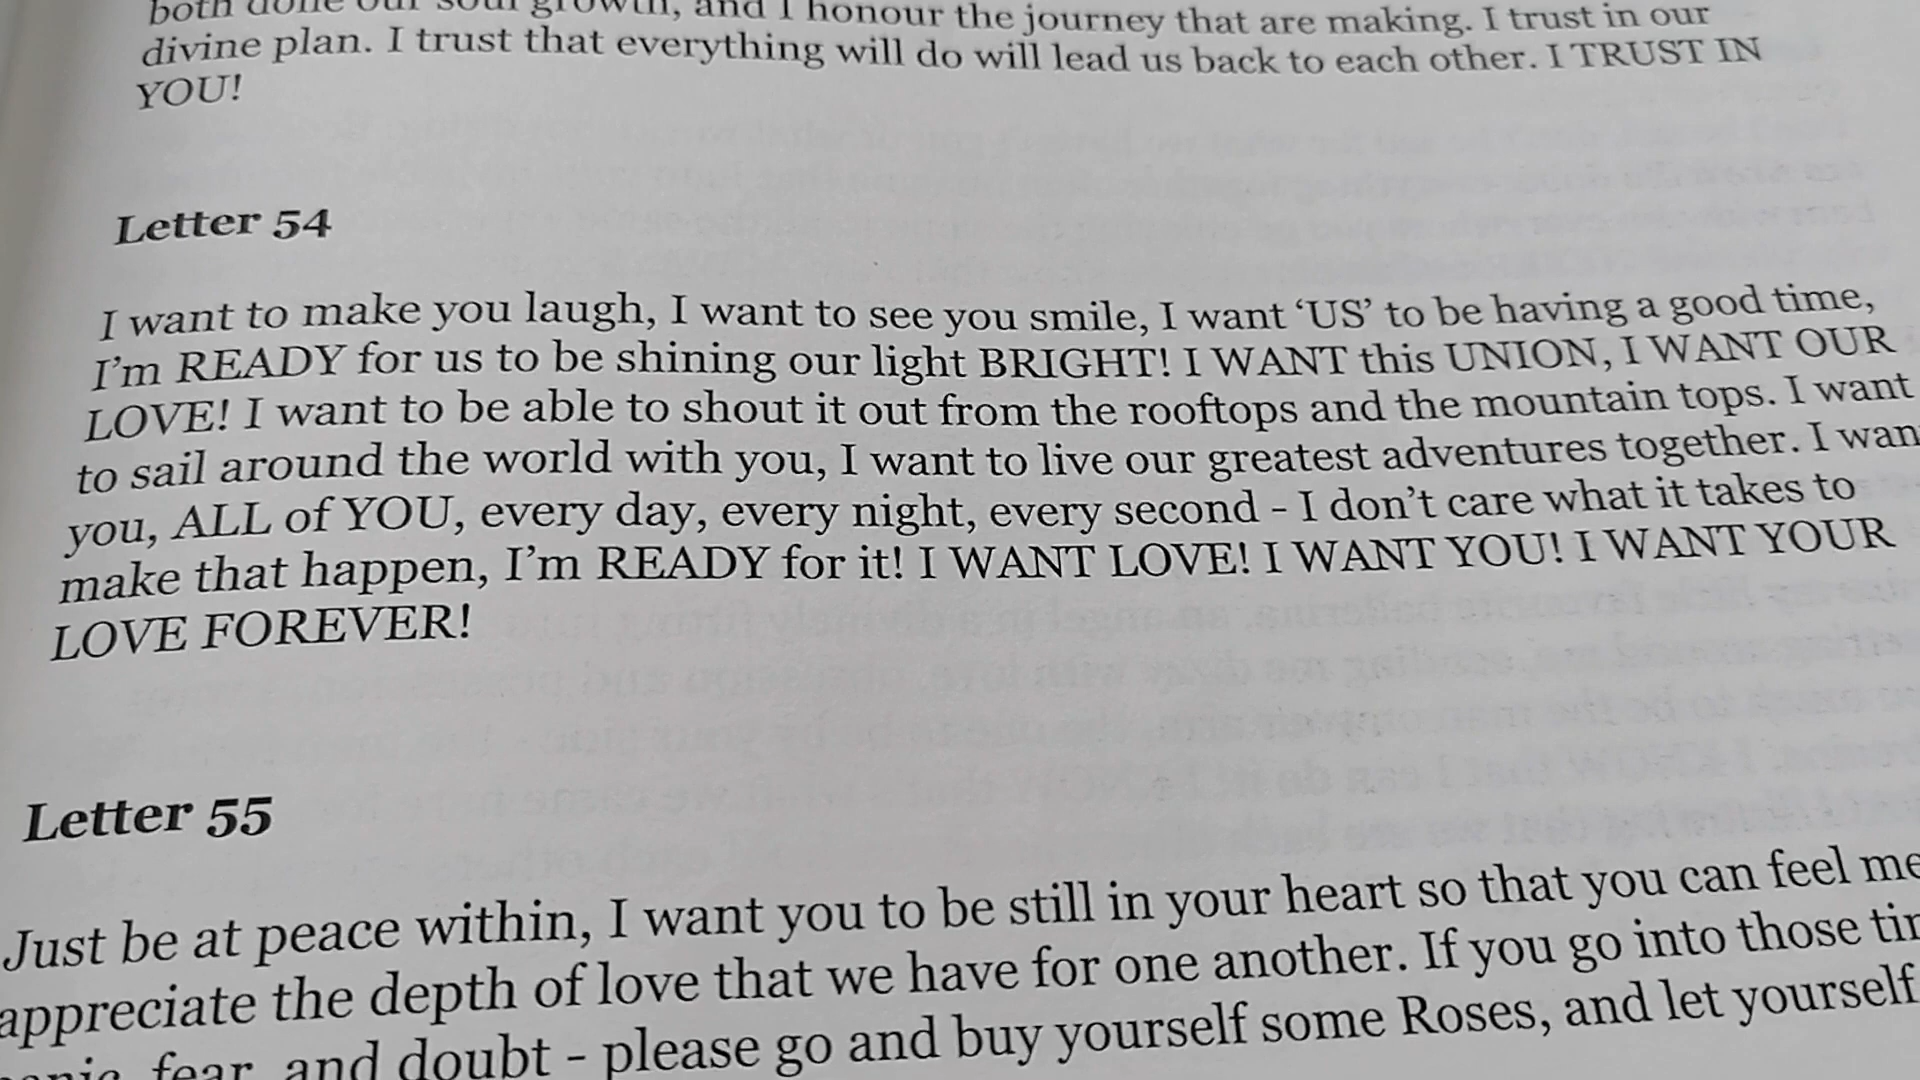 both done our soul growth, and I honour the journey that are making. I trust in our
divine plan. I trust that everything will do will lead us back to each other. I TRUST IN
YOU!
Letter 54
I want to make you laugh, I want to see you smile, I want ‘US’ to be having a good time,
I’m READY for us to be shining our light BRIGHT! I WANT this UNION, I WANT OUR
LOVE! I want to be able to shout it out from the rooftops and the mountain tops. I want
to sail around the world with you, I want to live our greatest adventures together. I
you, ALL of YOU, every day, every night, every second - I don’t care what it takes to
make that happen, I’m READY for it! I WANT LOVE! I WANT YOU! I WANT YOUR
LOVE FOREVER!
Letter 55
Just be at peace within, I want you to be still in your heart so that you can feel me
appreciate the depth of love that we have for one another. If you go into those
fear, and doubt - please go and buy yourself some Roses, and let yourself